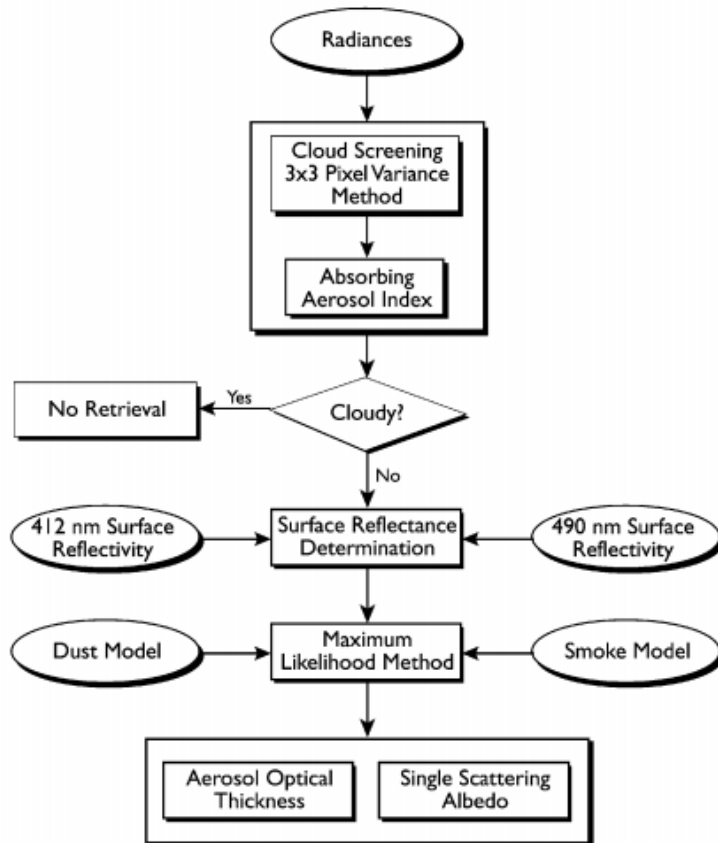 Radiances
Cloud Screening
3x3 Pixel Variance
Method
Absorbing
Aerosol Index
Yes
No Retrieval
Cloudy?
No
412 nm Surface
Reflectivity
Surface Reflectance
Determination
490 nm Surface
Reflectivity
Dust Model
Maximum
Likelihood Method
Smoke Model
Aerosol Optical
Thickness
Single Scattering
Albedo